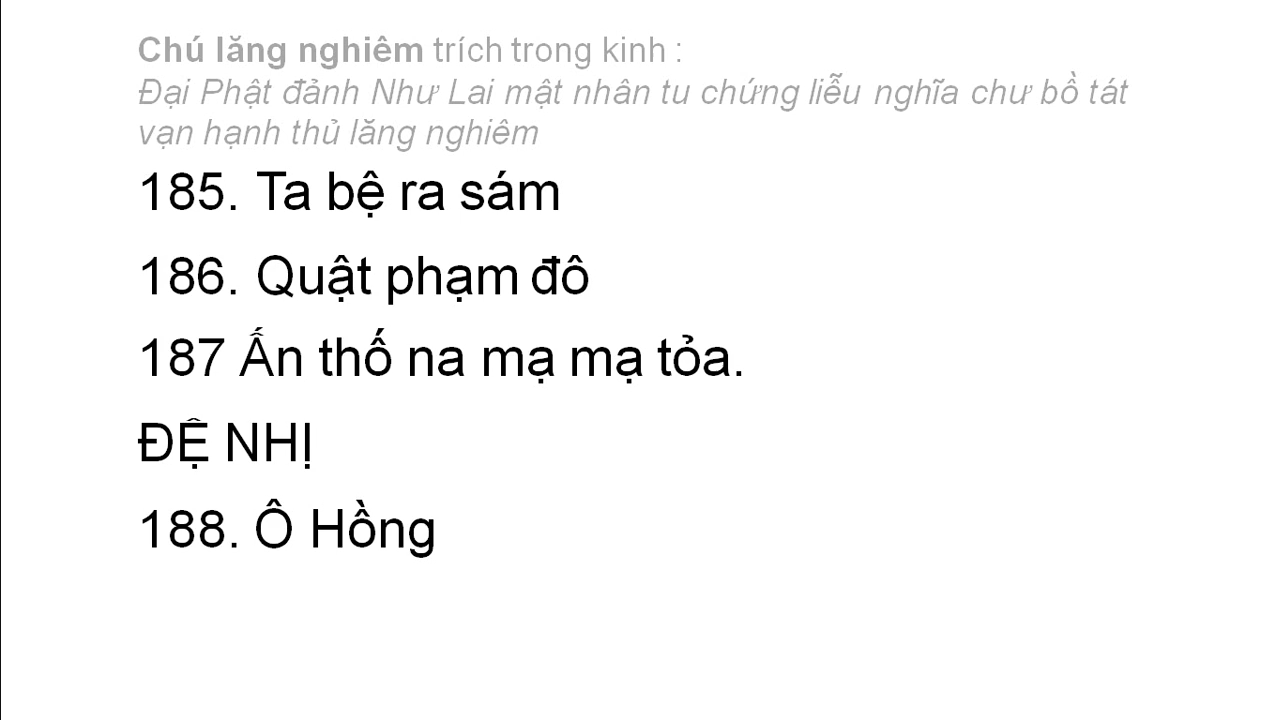 Chú lăng nghiêm trích trong kinh :
Đại Phật đảnh Như Lai mật nhân tu chứng liễu nghĩa chư bồ tát
vạn hạnh thủ lăng nghiêm
185. Ta bệ ra sám
186. Quật phạm đô
187 Ấn thố na mạ mạ tỏa.
ĐỆ NHỊ
188. Ô Hồng